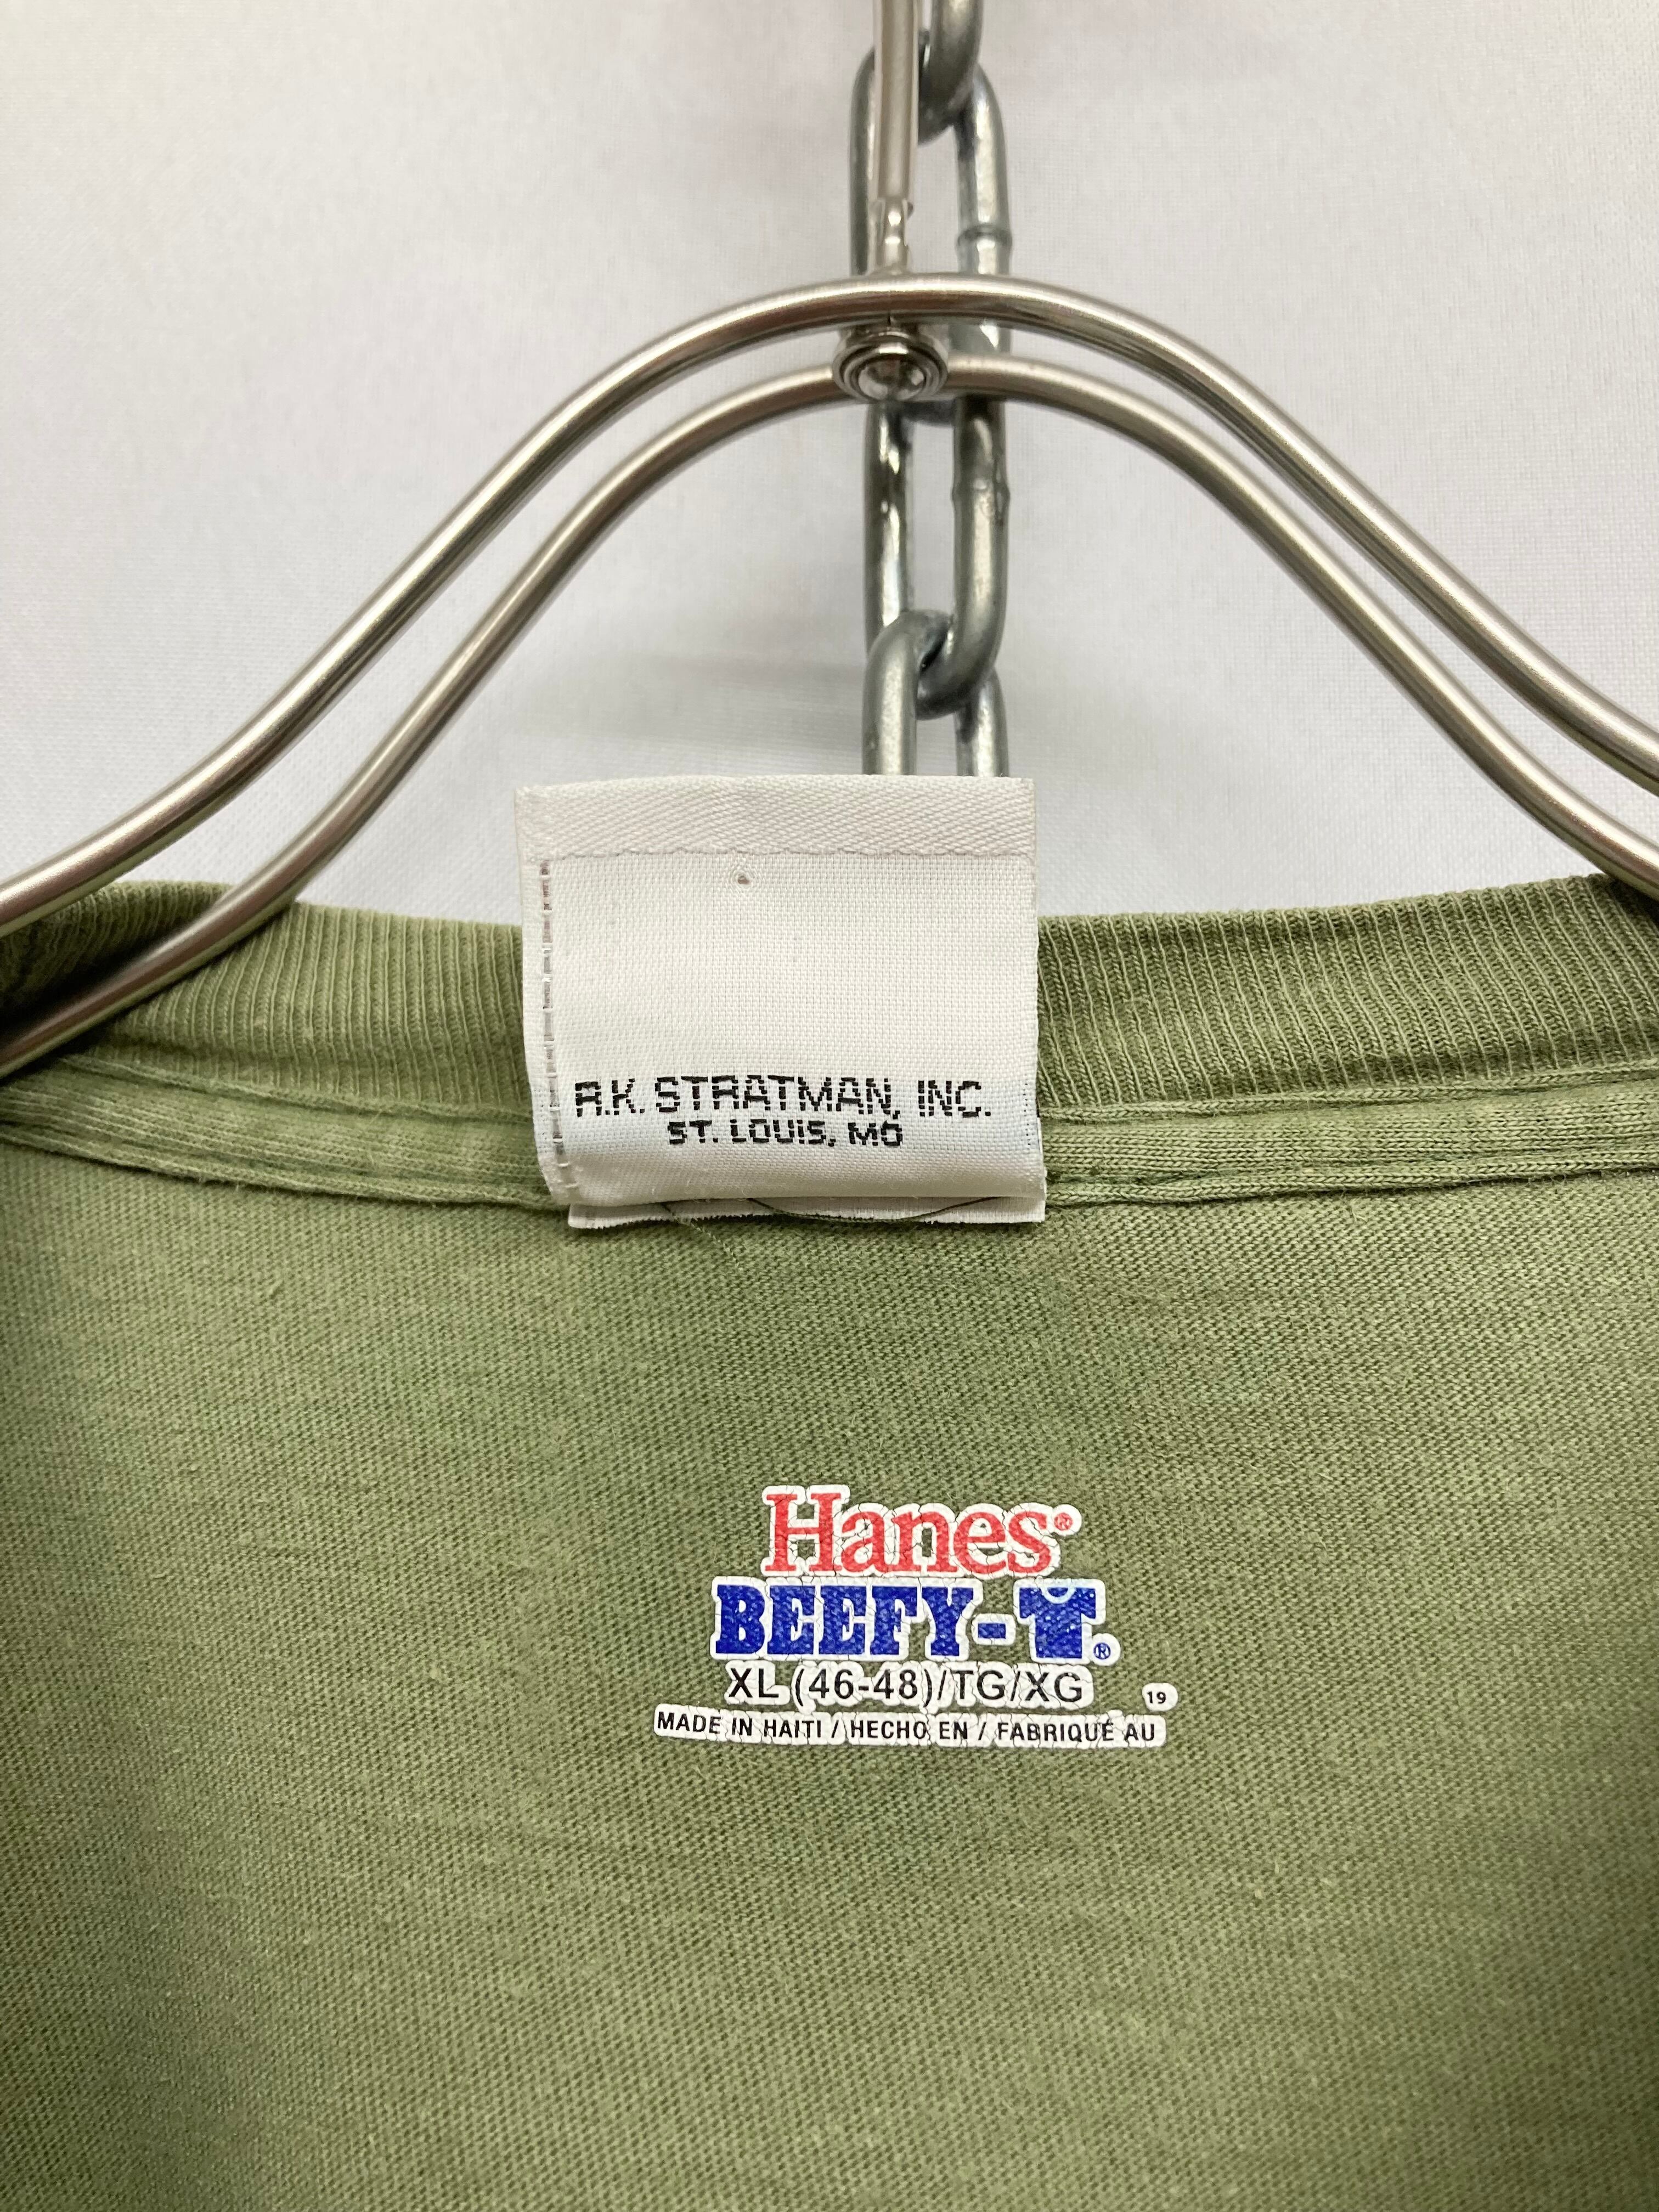 R.K. STRATMAN, INC.
ST. LOUIS, MO
Hanes®
BEEFY-T®
XL (46-48)/TG/XG 19
MADE IN HAITI / HECHO EN / FABRIQUÉ AU